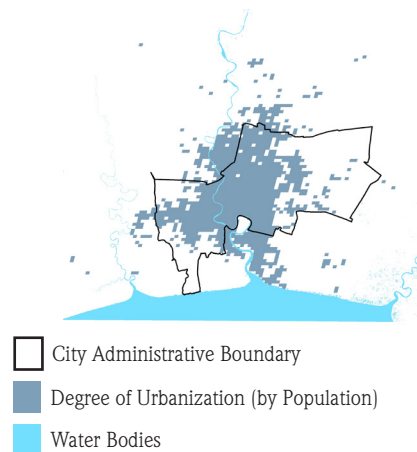 City Administrative Boundary
Degree of Urbanization (by Population)
Water Bodies